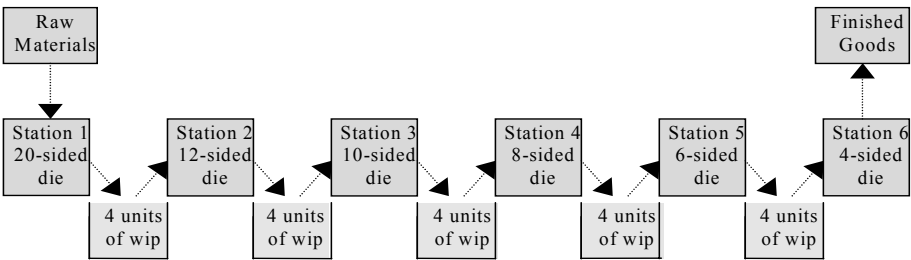 Raw
Materials
Finished
Goods
Station 1
20-sided
die
Station 2
12-sided
die
Station 3
10-sided
die
Station 4
8-sided
die
Station 5
6-sided
die
Station 6
4-sided
die
4 units
of wip
4 units
of wip
4 units
of wip
4 units
of wip
4 units
of wip